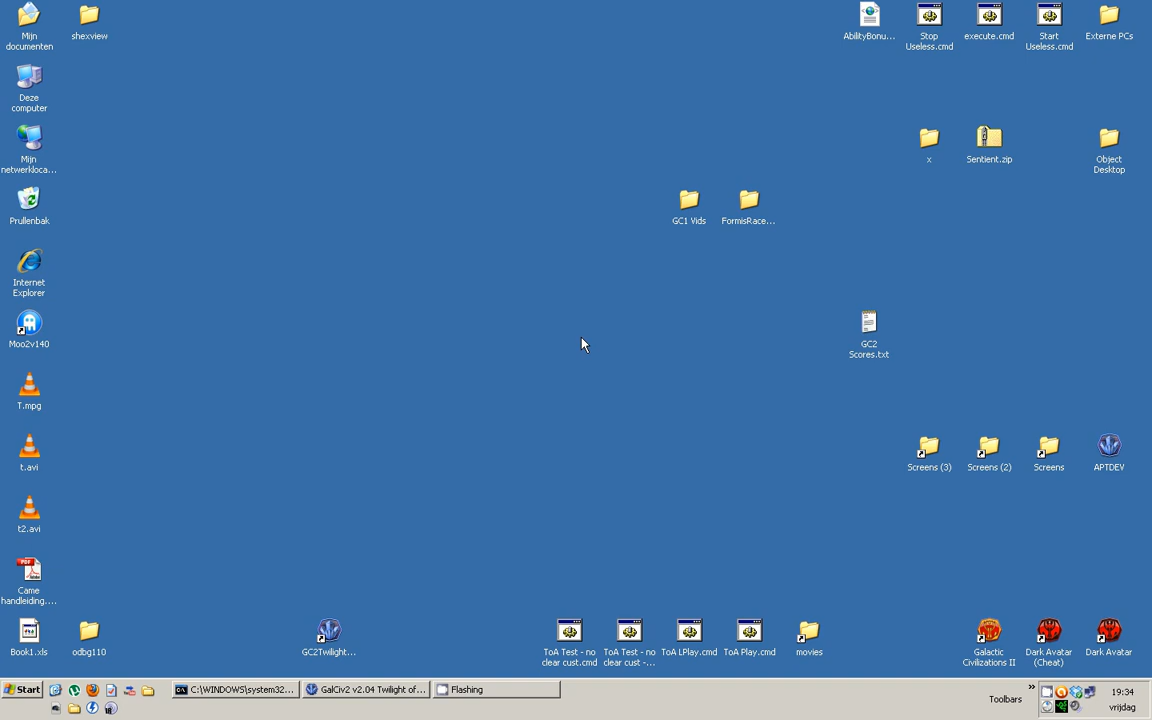 Mijn
documenten
shexview
AbilityBonu...
Stop
Useless.cmd
execute.cmd
Start
Useless.cmd
Externe PCs
Deze
computer
Mijn
netwerkloca...
x
Sentient.zip
Object
Desktop
Prullenbak
GC1 Vids
FormisRace...
Internet
Explorer
Moo2v140
GC2
Scores.txt
T.mpg
t.avi
Screens (3)
Screens (2)
Screens
APTDEV
t2.avi
PDF
Came
handleiding....
Book1.xls
odbg110
GC2Twilight...
ToA Test - no
clear cust.cmd
ToA Test - no
clear cust -...
ToA LPlay.cmd
ToA Play.cmd
movies
Galactic
Civilizations II
Dark Avatar
(Cheat)
Dark Avatar
Start
C:\WINDOWS\system32...
GalCiv2 v2.04 Twilight of...
Flashing
Toolbars
»
19:34
vrijdag